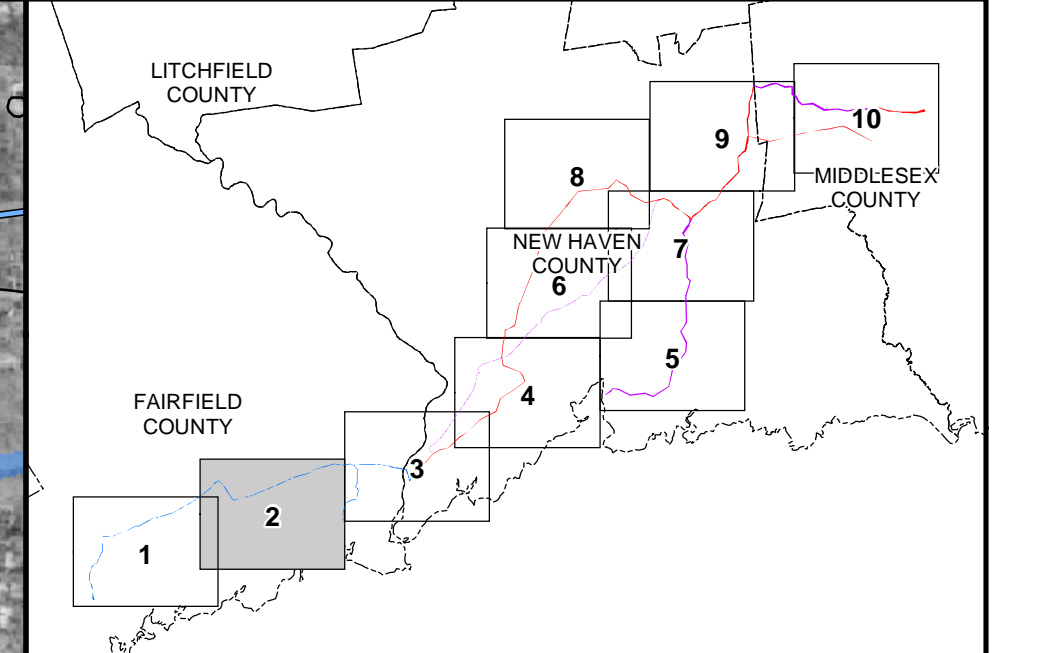 LITCHFIELD
COUNTY
10
9
8
MIDDLESEX
COUNTY
NEW HAVEN
COUNTY
7
6
5
4
FAIRFIELD
COUNTY
3
2
1